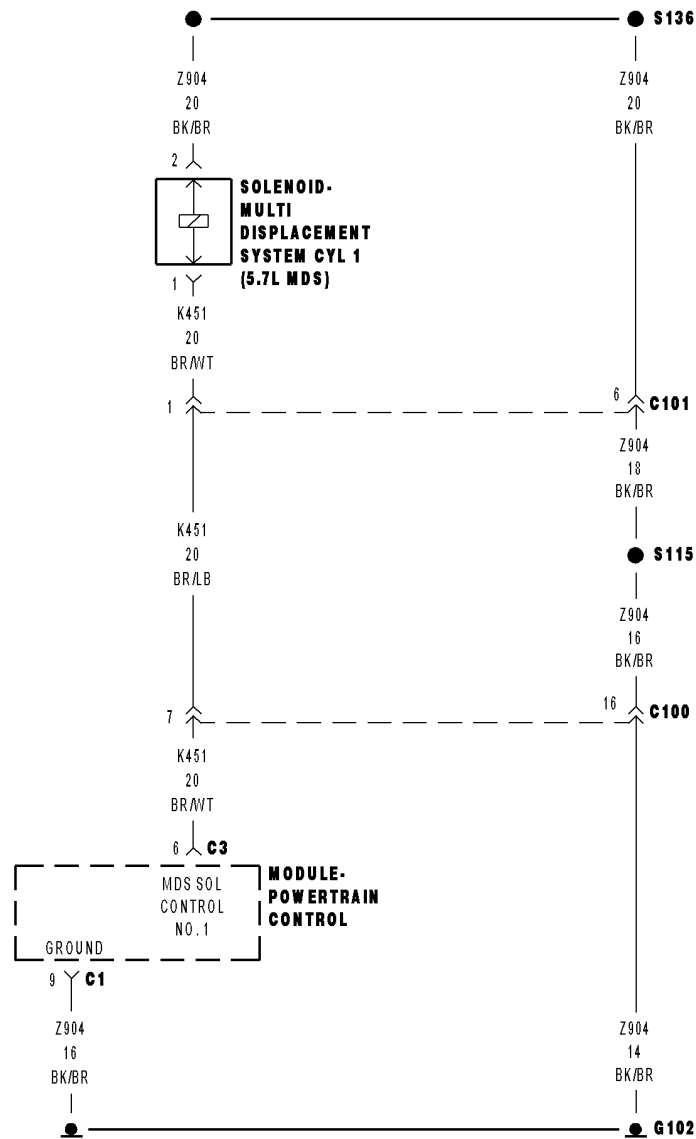 S136
Z904
20
BK/BR
Z904
20
BK/BR
2
SOLENOID-
MULTI
DISPLACEMENT
SYSTEM CYL 1
(5.7L MDS)
1
K451
20
BR/WT
1
6
C101
Z904
18
BK/BR
K451
20
BR/LB
S115
Z904
16
BK/BR
7
16
C100
K451
20
BR/WT
6
C3
MDS SOL
CONTROL
NO. 1
MODULE-
POWERTRAIN
CONTROL
GROUND
9
C1
Z904
16
BK/BR
Z904
14
BK/BR
G102